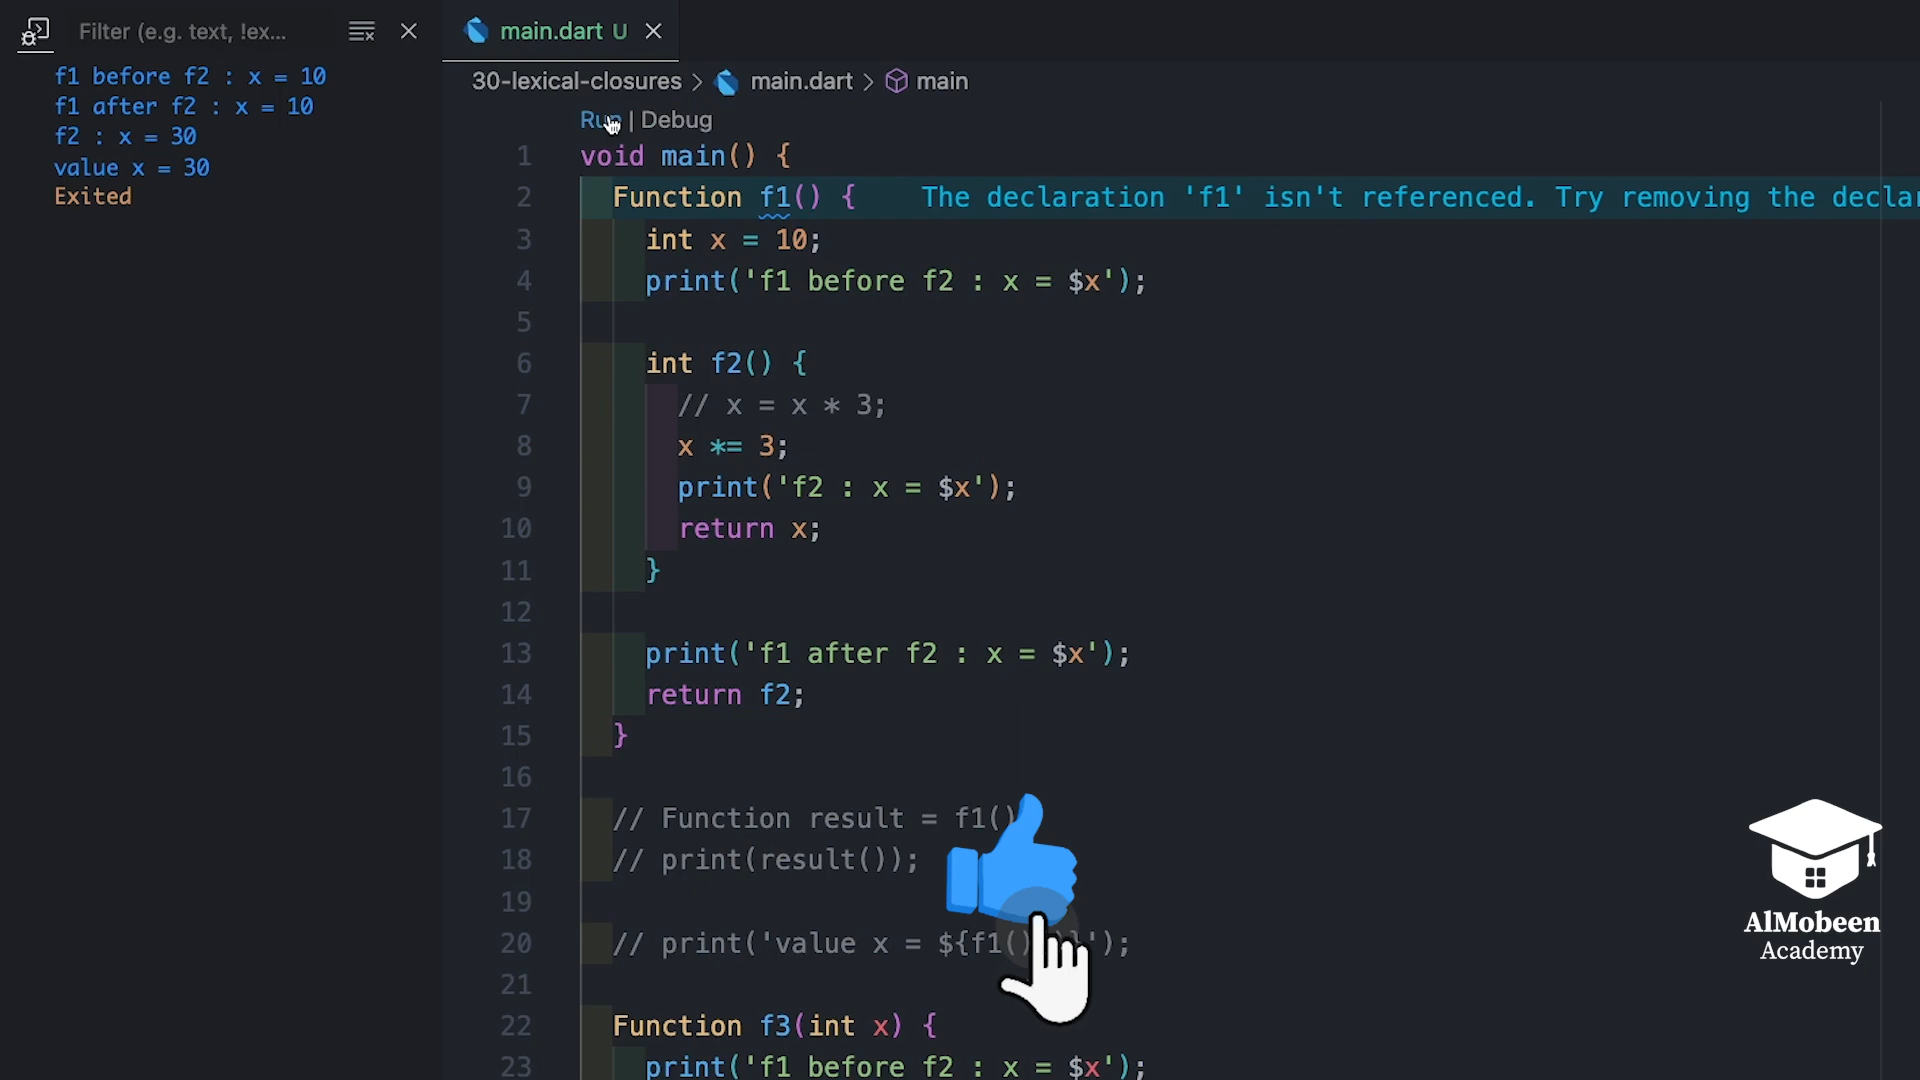 Filter (e.g. text, !ex...
f1 before f2 : x = 10
f1 after f2 : x = 10
f2 : x = 30
value x = 30
Exited
main.dart U
30-lexical-closures > main.dart > main
Run | Debug
1 void main() {
2 Function f1() { The declaration 'f1' isn't referenced. Try removing the
3 int x = 10;
4 print('f1 before f2 : x = $x');
5
6 int f2() {
7 // x = x * 3;
8 x *= 3;
9 print('f2 : x = $x');
10 return x;
11 }
12
13 print('f1 after f2 : x = $x');
14 return f2;
15 }
16
17 // Function result = f1()
18 // print(result());
19
20 // print('value x = ${f1( }');
21
22 Function f3(int x) {
23 print('f1 before f2 : x = $x');
AlMobeen
Academy